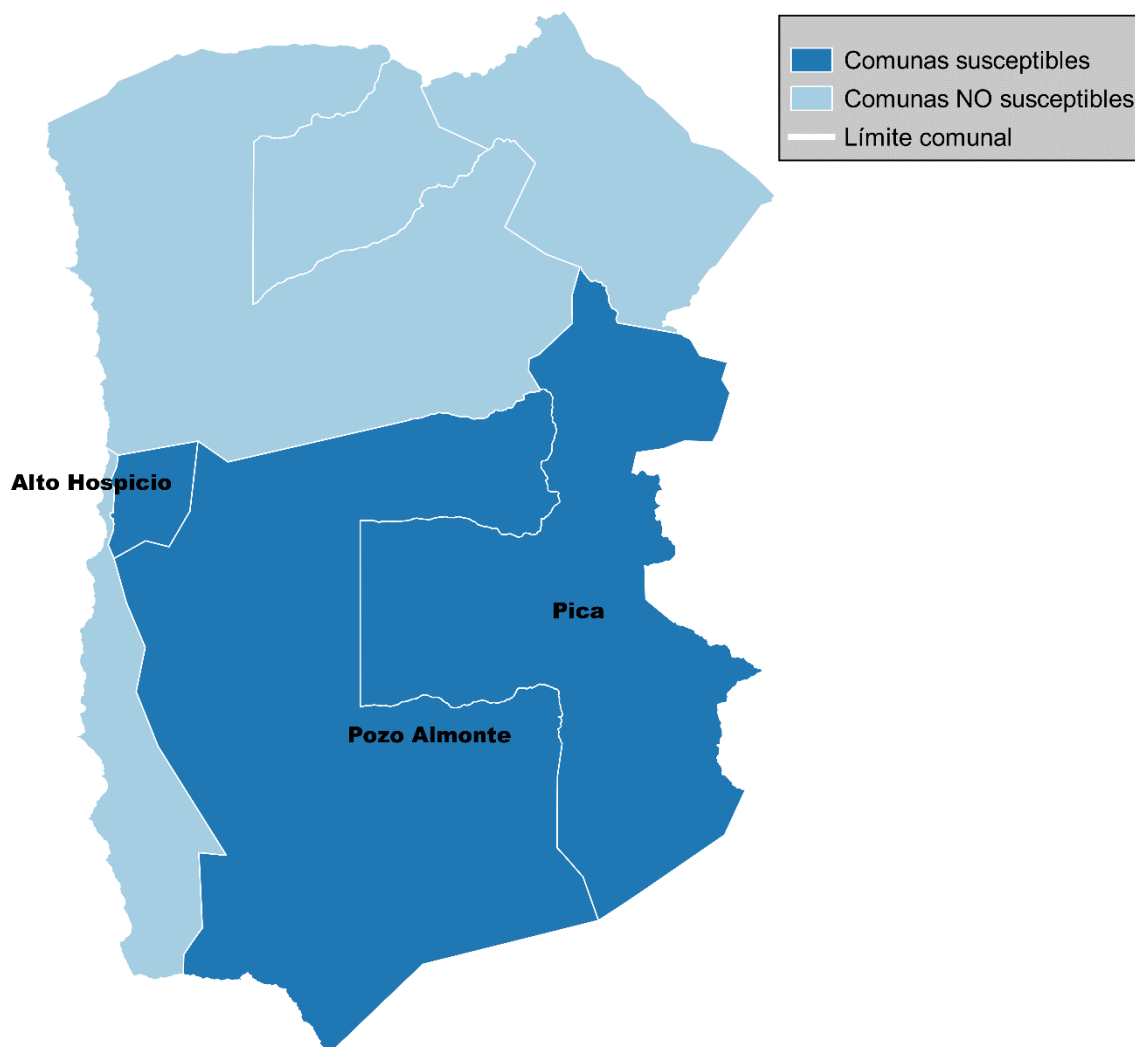 Comunas susceptibles
Comunas NO susceptibles
Límite comunal
Alto Hospicio
Pica
Pozo Almonte